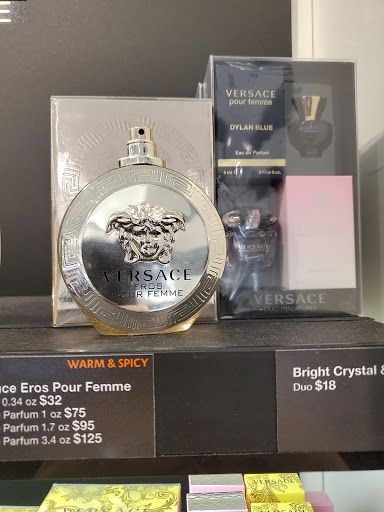 VERSACE
pour femme
DYLAN BLUE
Eau de Parfum
VERSACE
EROS
POUR FEMME
VERSACE
VERSACE
DUO MINIATURES
WARM & SPICY
ce Eros Pour Femme
0.34 oz $32
Parfum 1 oz $75
Parfum 1.7 oz $95
Parfum 3.4 oz $125
Bright Crystal &
Duo $18
VERSACE